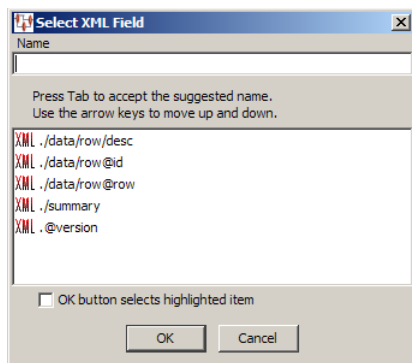 Select XML Field
Name
Press Tab to accept the suggested name.
Use the arrow keys to move up and down.
XML ./data/row/desc
XML ./data/row@id
XML ./data/row@row
XML ./summary
XML .@version
OK button selects highlighted item
OK Cancel